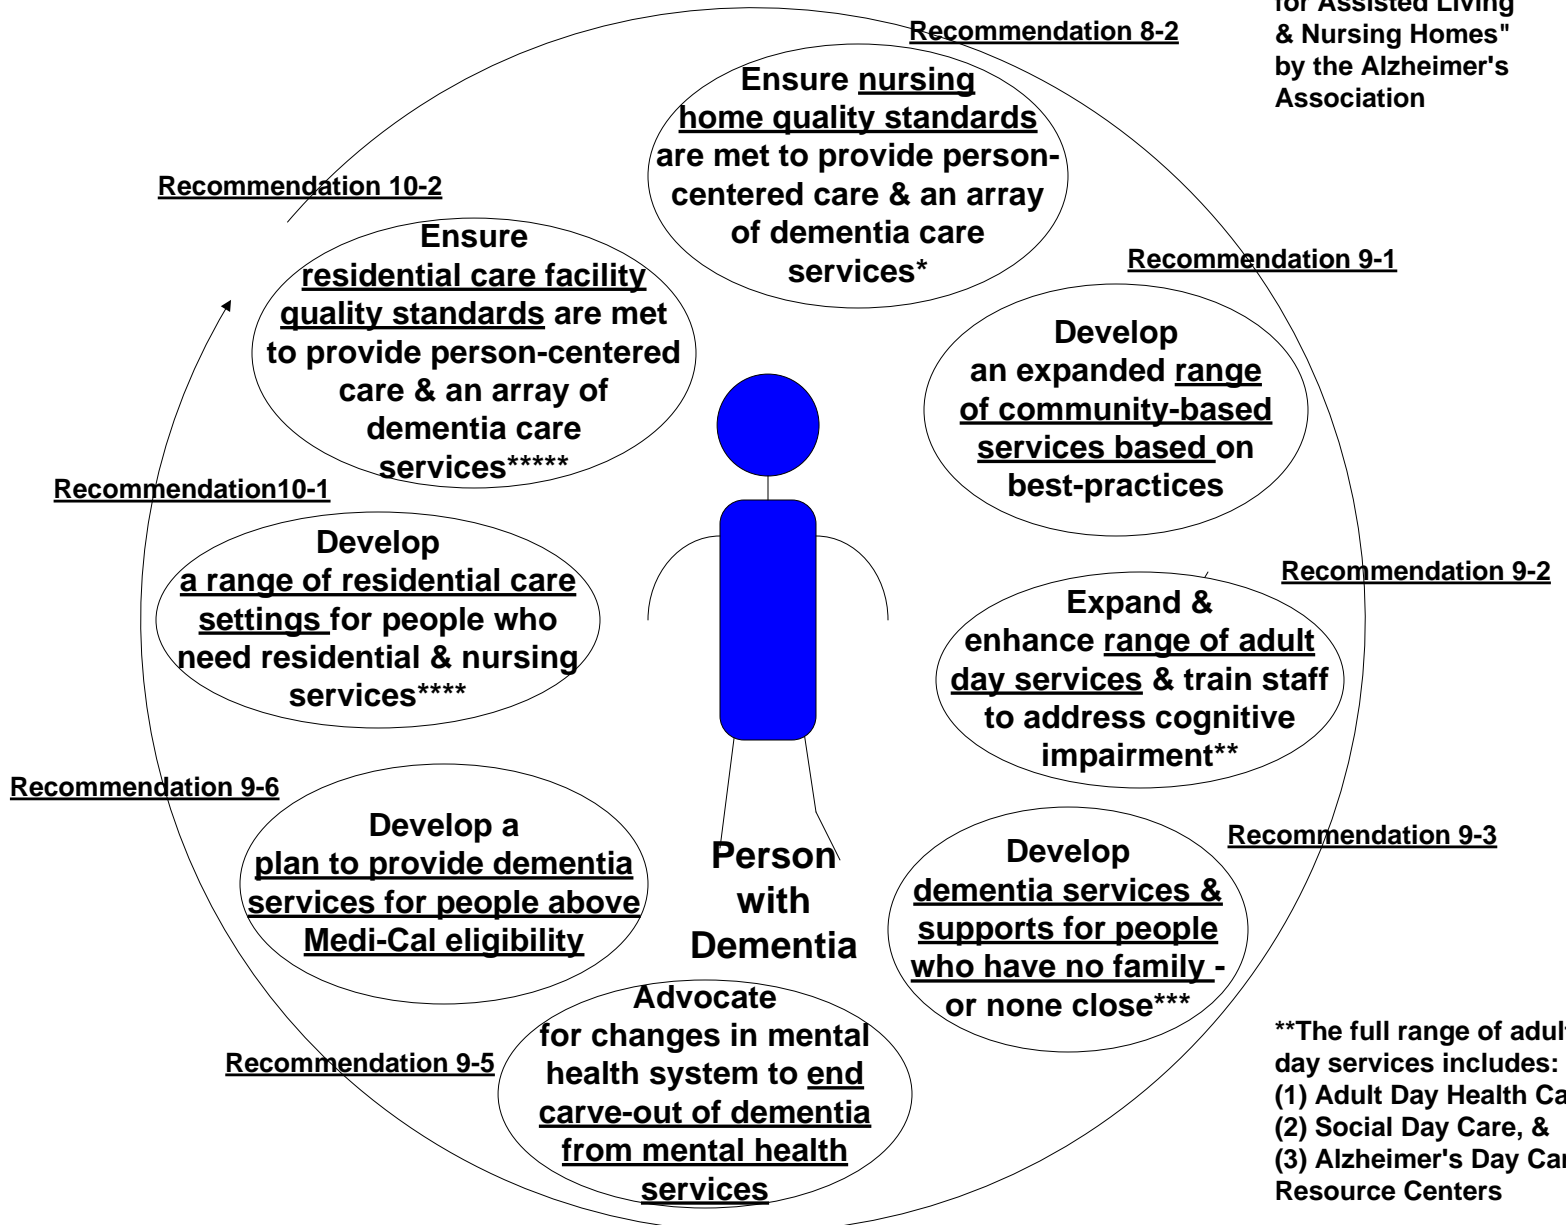 for Assisted Living
& Nursing Homes"
by the Alzheimer's
Association
Recommendation 8-2
Ensure nursing
home quality standards
are met to provide person-
centered care & an array
of dementia care
services*
Recommendation 9-1
Develop
an expanded range
of community-based
services based on
best-practices
Recommendation 9-2
Expand &
enhance range of adult
day services & train staff
to address cognitive
impairment**
Recommendation 9-3
Develop
dementia services &
supports for people
who have no family -
or none close***
Recommendation 9-5
Advocate
for changes in mental
health system to end
carve-out of dementia
from mental health
services
Recommendation 9-6
Develop a
plan to provide dementia
services for people above
Medi-Cal eligibility
Recommendation10-1
Develop
a range of residential care
settings for people who
need residential & nursing
services****
Recommendation 10-2
Ensure
residential care facility
quality standards are met
to provide person-centered
care & an array of
dementia care
services*****
Person
with
Dementia
**The full range of adult
day services includes:
(1) Adult Day Health Ca
(2) Social Day Care, &
(3) Alzheimer's Day Car
Resource Centers